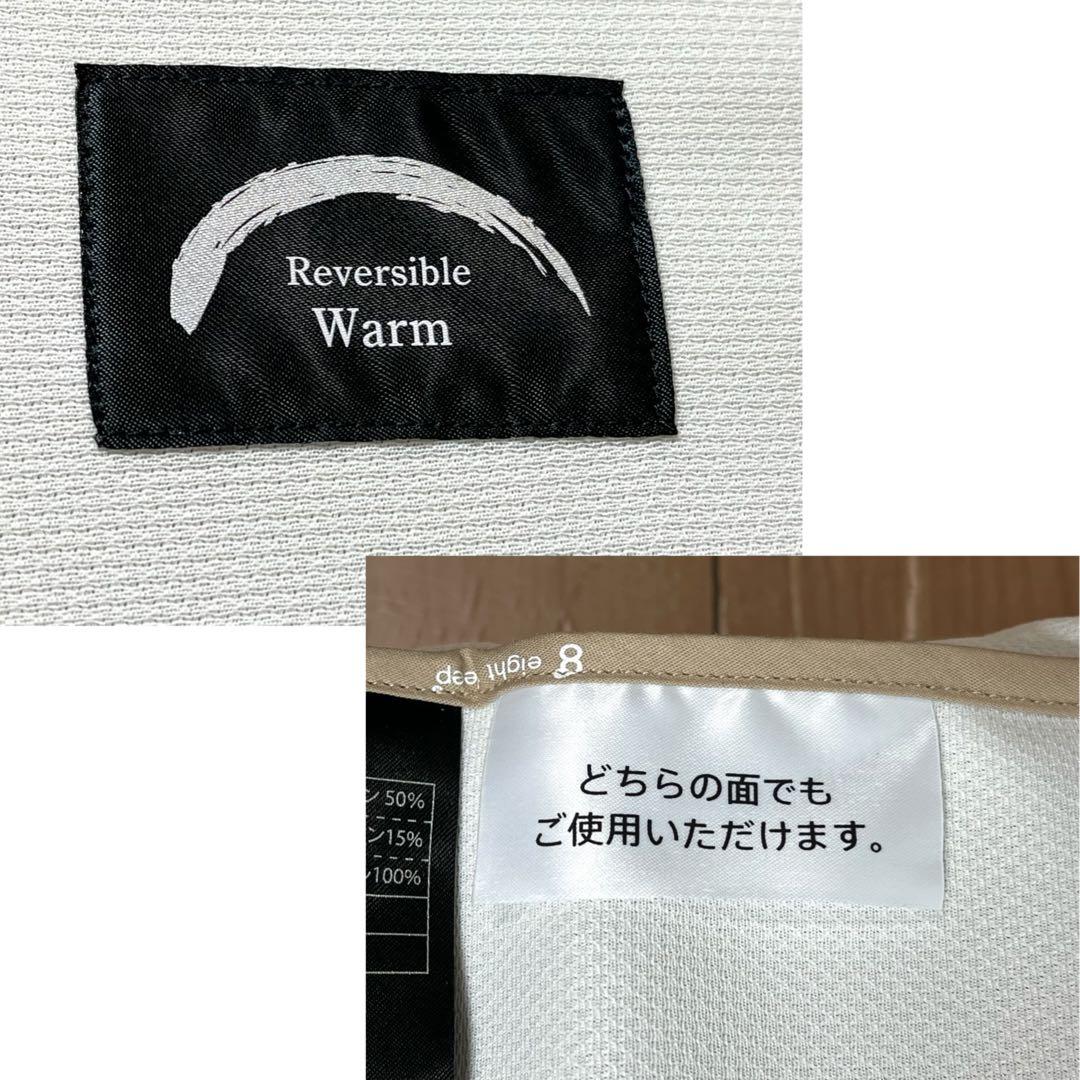 Reversible
Warm
8 eight
どちらの面でも
ご使用いただけます。
ン 50%
ン15%
ン100%